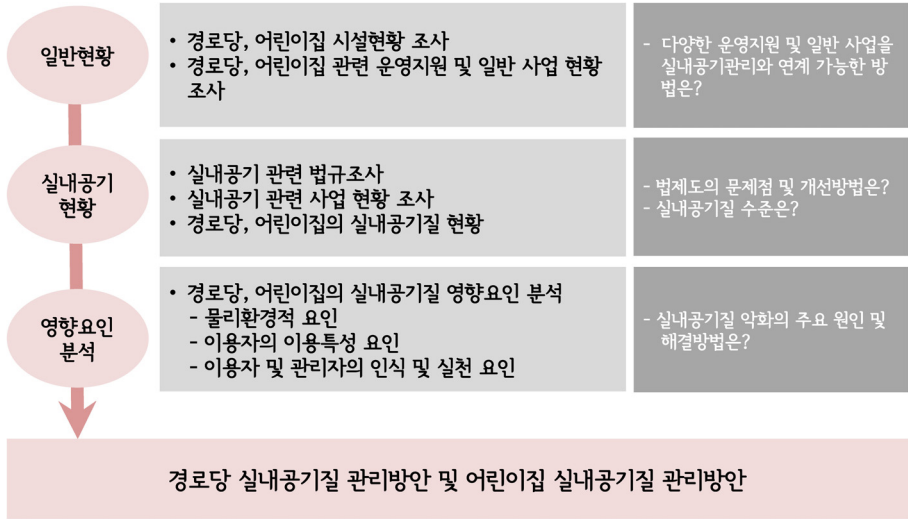 일반현황
• 경로당, 어린이집 시설현황 조사
• 경로당, 어린이집 관련 운영지원 및 일반 사업 현황
조사
- 다양한 운영지원 및 일반 사업을
실내공기관리와 연계 가능한 방
법은?
실내공기
현황
• 실내공기 관련 법규조사
• 실내공기 관련 사업 현황 조사
• 경로당, 어린이집의 실내공기질 현황
- 법제도의 문제점 및 개선방법은?
- 실내공기질 수준은?
영향요인
분석
• 경로당, 어린이집의 실내공기질 영향요인 분석
- 물리환경적 요인
- 이용자의 이용특성 요인
- 이용자 및 관리자의 인식 및 실천 요인
- 실내공기질 악화의 주요 원인 및
해결방법은?
경로당 실내공기질 관리방안 및 어린이집 실내공기질 관리방안